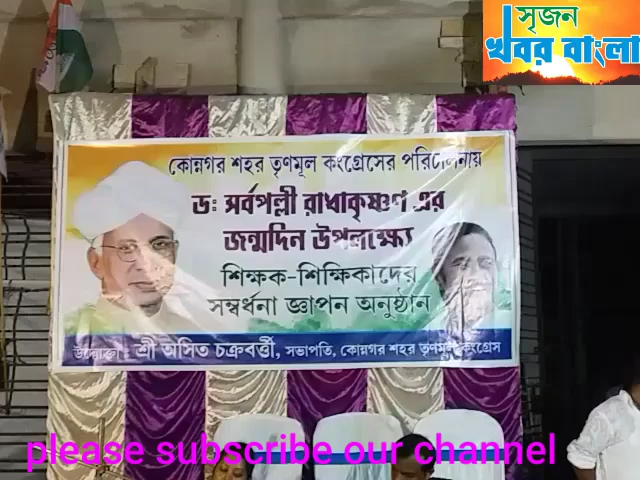 সৃজন
খবর বাংলা
কোন্নগর শহর তৃণমূল কংগ্রেসের পরিচালনায়
ডঃ সর্বপল্লী রাধাকৃষ্ণণ এর
জন্মদিন উপলক্ষ্যে
শিক্ষক-শিক্ষিকাদের
সম্বর্ধনা জ্ঞাপন অনুষ্ঠান
উদ্যোক্তা : শ্রী অসিত চক্রবর্ত্তী, সভাপতি, কোন্নগর শহর তৃণমূল কংগ্রেস
please subscribe our channel